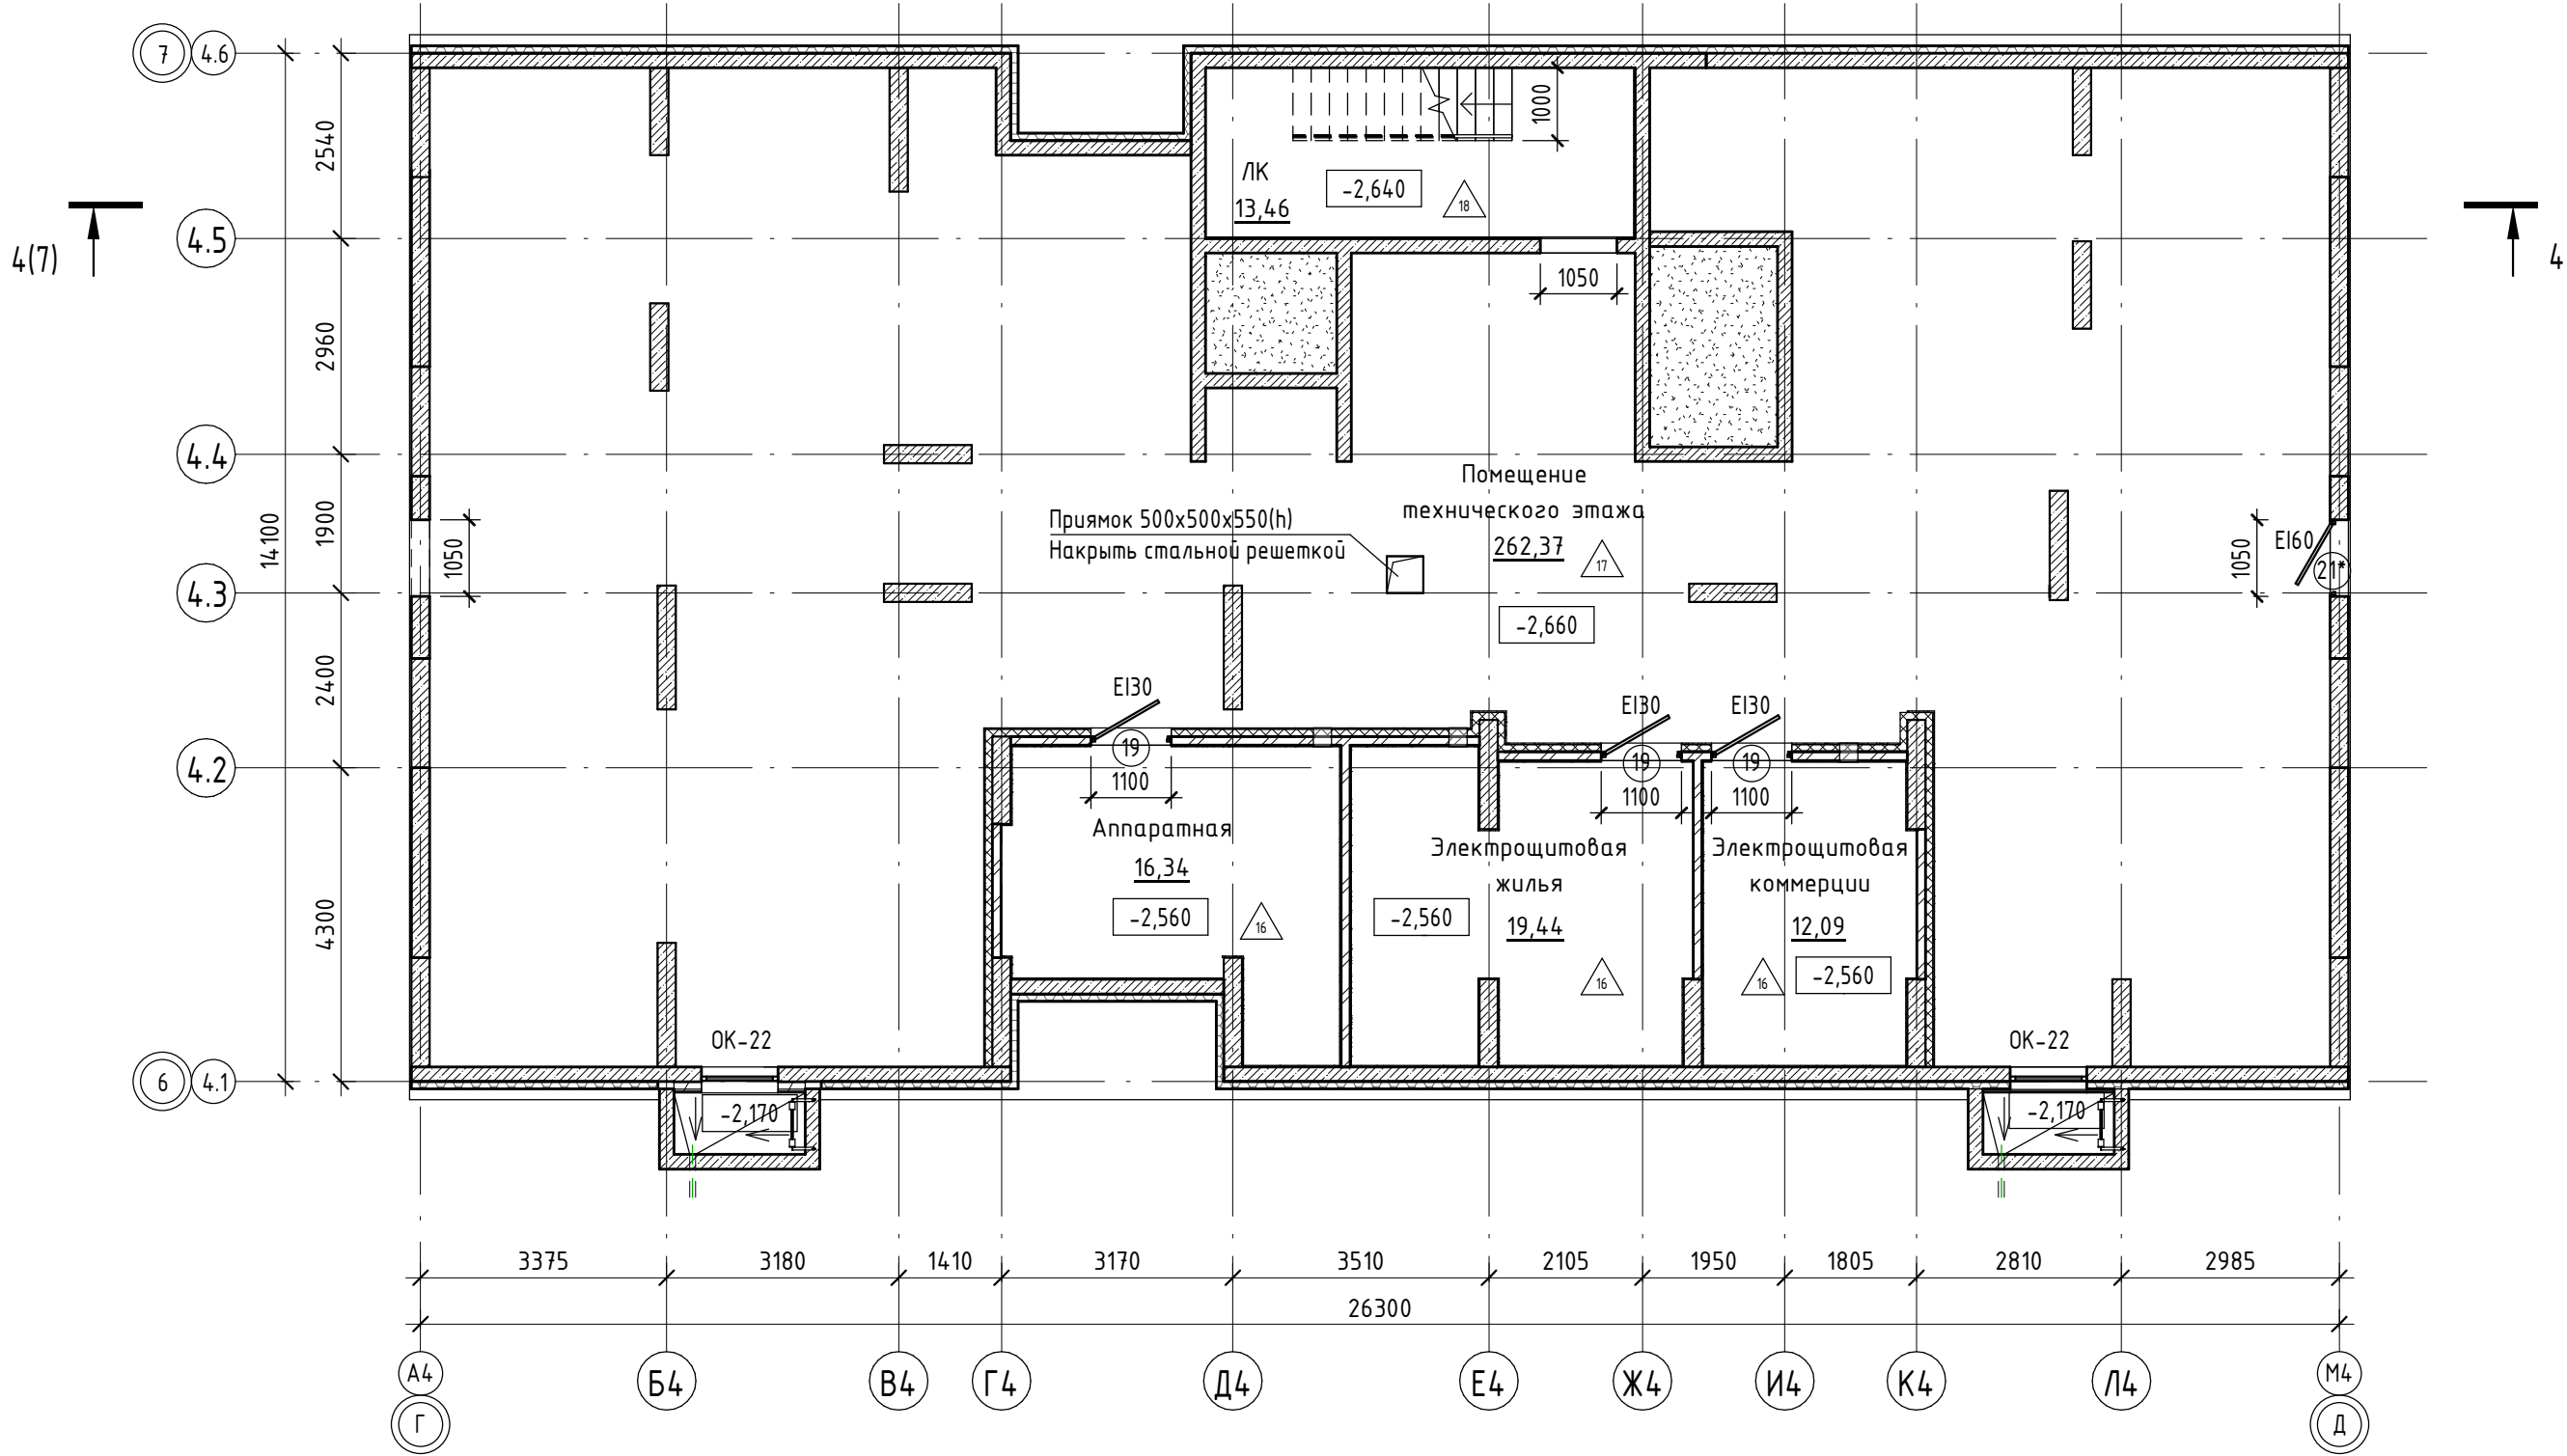 7
4.6
2540
1000
ЛК
13,46
-2,640
18
4(7)
4.5
4
1050
2960
4.4
Помещение
технического этажа
262,37
17
Приямок 500x500x550(h)
Накрыть стальной решеткой
14100
1900
1050
1050
EI60
21*
4.3
-2,660
2400
EI30
EI30
EI30
19
19
19
4.2
1100
1100
1100
Аппаратная
16,34
-2,560
16
Электрощитовая
жилья
-2,560
19,44
16
Электрощитовая
коммерции
12,09
-2,560
16
4300
ОК-22
ОК-22
6
4.1
-2,170
-2,170
3375
3180
1410
3170
3510
2105
1950
1805
2810
2985
26300
А4
Б4
В4
Г4
Д4
Е4
Ж4
И4
К4
Л4
М4
Г
Д